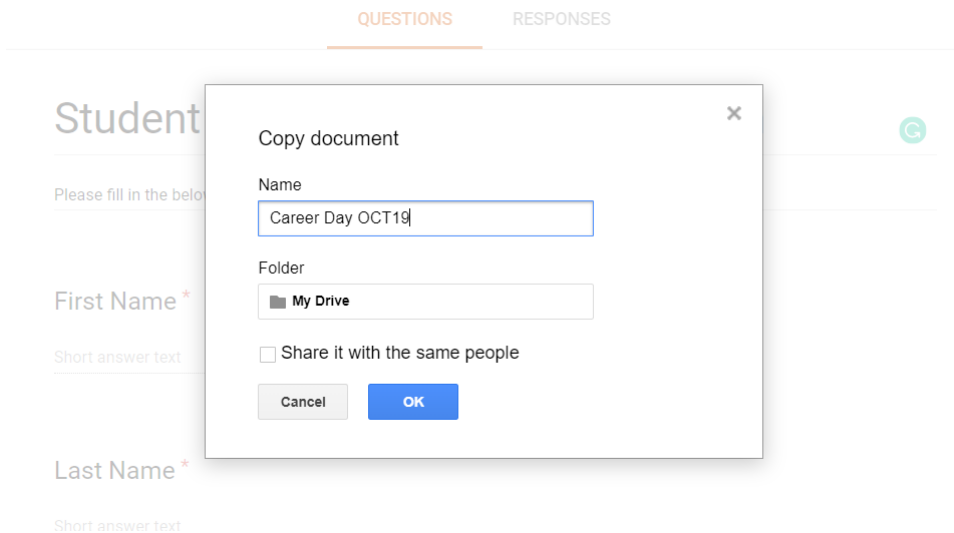 QUESTIONS RESPONSES
Student
Copy document
Name
Please fill in the below
Career Day OCT19
Folder
First Name *
My Drive
Share it with the same people
Short answer text
Cancel OK
Last Name *
Short answer text